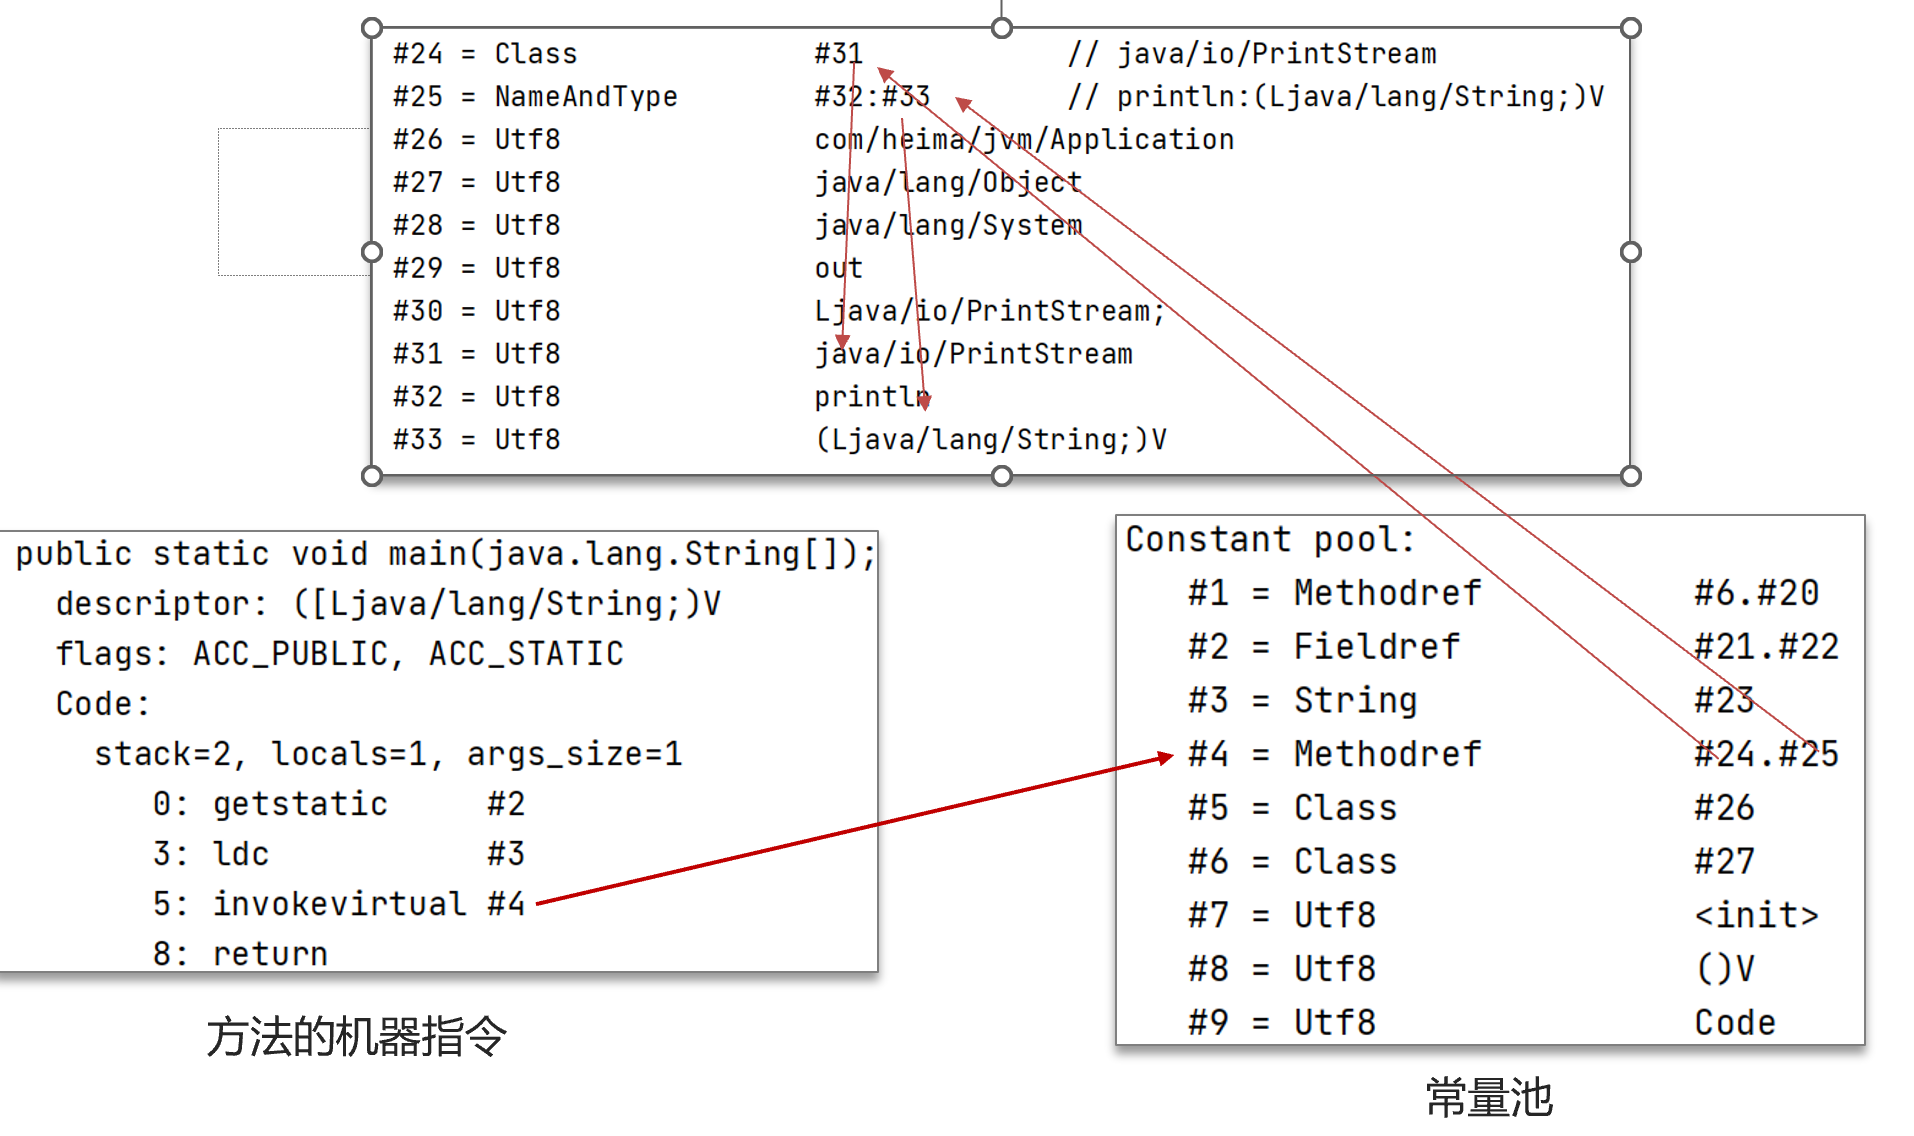 #24 = Class #31 // java/io/PrintStream
#25 = NameAndType #32:#33 // println:(Ljava/lang/String;)V
#26 = Utf8 com/heima/jvm/Application
#27 = Utf8 java/lang/Object
#28 = Utf8 java/lang/System
#29 = Utf8 out
#30 = Utf8 Ljava/io/PrintStream;
#31 = Utf8 java/io/PrintStream
#32 = Utf8 println
#33 = Utf8 (Ljava/lang/String;)V
public static void main(java.lang.String[]);
descriptor: ([Ljava/lang/String;)V
flags: ACC_PUBLIC, ACC_STATIC
Code:
stack=2, locals=1, args_size=1
0: getstatic #2
3: ldc #3
5: invokevirtual #4
8: return
方法的机器指令
Constant pool:
#1 = Methodref #6.#20
#2 = Fieldref #21.#22
#3 = String #23
#4 = Methodref #24.#25
#5 = Class #26
#6 = Class #27
#7 = Utf8 <init>
#8 = Utf8 ()V
#9 = Utf8 Code
常量池